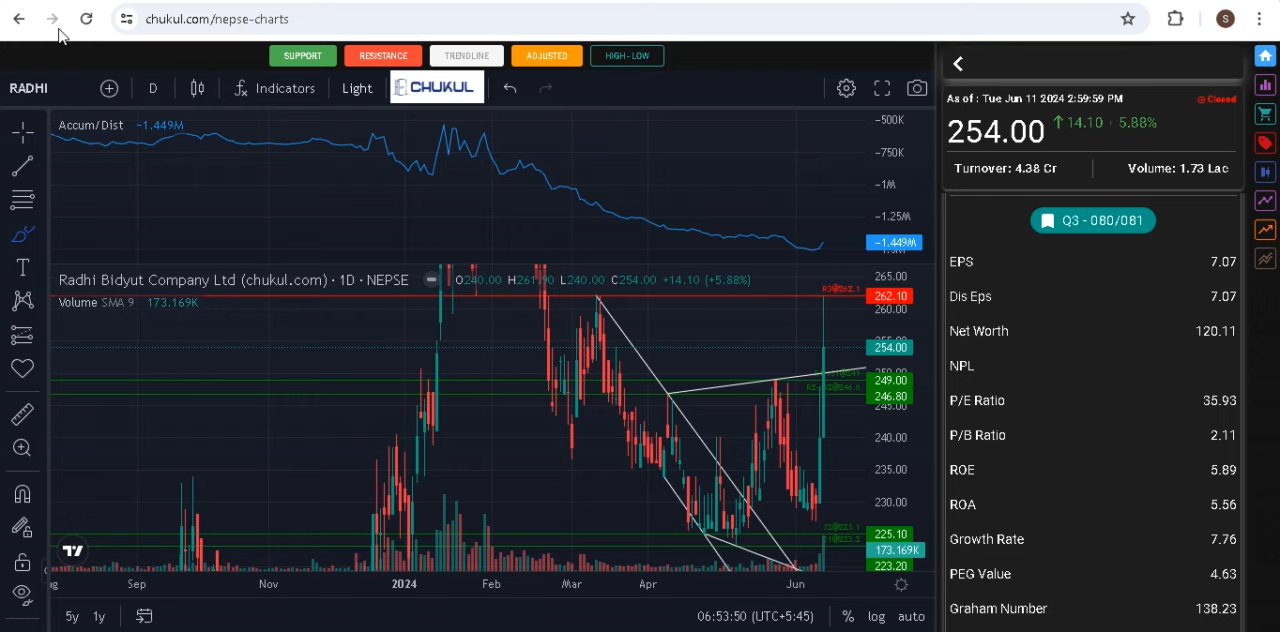 chukul.com/nepse-charts
S
SUPPORT RESISTANCE TRENDLINE ADJUSTED HIGH-LOW
RADHI D Indicators Light CHUKUL
Accum/Dist −1.449M
−500K
−750K
−1M
−1.25M
−1.449M
Radhi Bidyut Company Ltd (chukul.com) · 1D · NEPSE O240.00 H261.90 L240.00 C254.00 +14.10 (+5.88%)
Volume SMA 9 173.169K
265.00
R3@262.1 262.10
260.00
254.00
249.00
246.80
245.00
240.00
235.00
230.00
S2@225.1 225.10
173.169K
223.20
Sep Nov 2024 Feb Mar Apr Jun
5y 1y 06:53:50 (UTC+5:45) % log auto
As of : Tue Jun 11 2024 2:59:59 PM Closed
254.00 14.10 5.88%
Turnover: 4.38 Cr Volume: 1.73 Lac
Q3 - 080/081
EPS 7.07
Dis Eps 7.07
Net Worth 120.11
NPL
P/E Ratio 35.93
P/B Ratio 2.11
ROE 5.89
ROA 5.56
Growth Rate 7.76
PEG Value 4.63
Graham Number 138.23